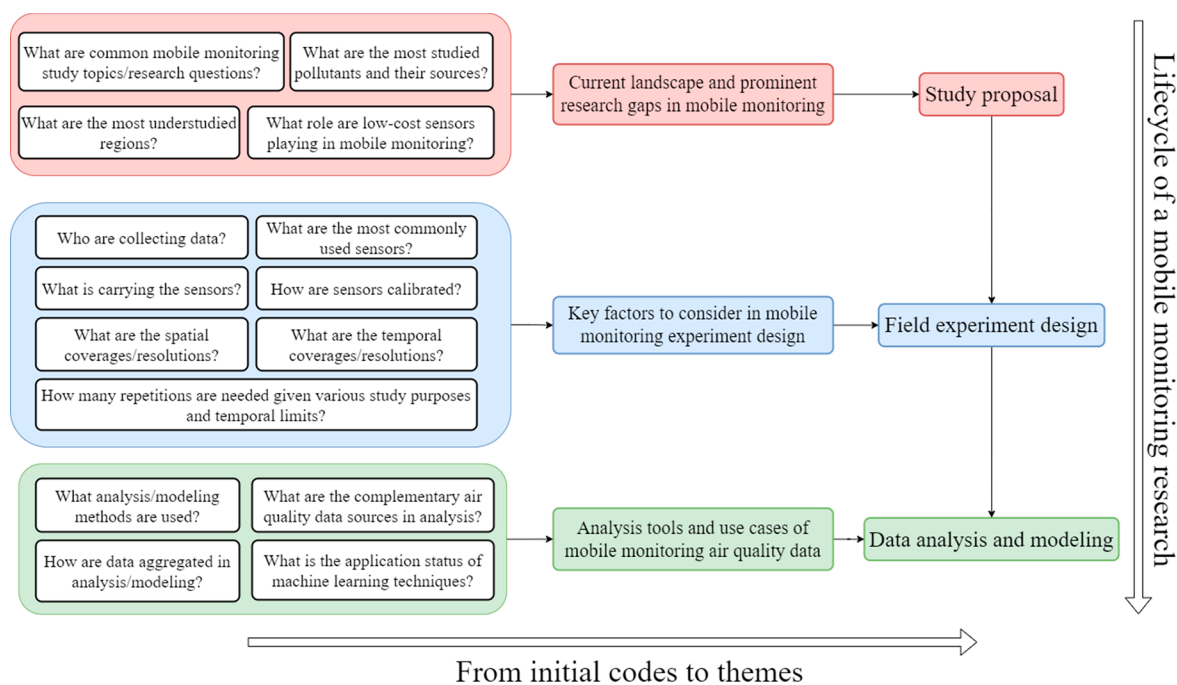 What are common mobile monitoring
study topics/research questions?
What are the most studied
pollutants and their sources?
What are the most understudied
regions?
What role are low-cost sensors
playing in mobile monitoring?
Current landscape and prominent
research gaps in mobile monitoring
Study proposal
Who are collecting data?
What are the most commonly
used sensors?
What is carrying the sensors?
How are sensors calibrated?
What are the spatial
coverages/resolutions?
What are the temporal
coverages/resolutions?
How many repetitions are needed given various study purposes
and temporal limits?
Key factors to consider in mobile
monitoring experiment design
Field experiment design
What analysis/modeling
methods are used?
What are the complementary air
quality data sources in analysis?
How are data aggregated in
analysis/modeling?
What is the application status of
machine learning techniques?
Analysis tools and use cases of
mobile monitoring air quality data
Data analysis and modeling
Lifecycle of a mobile monitoring research
From initial codes to themes